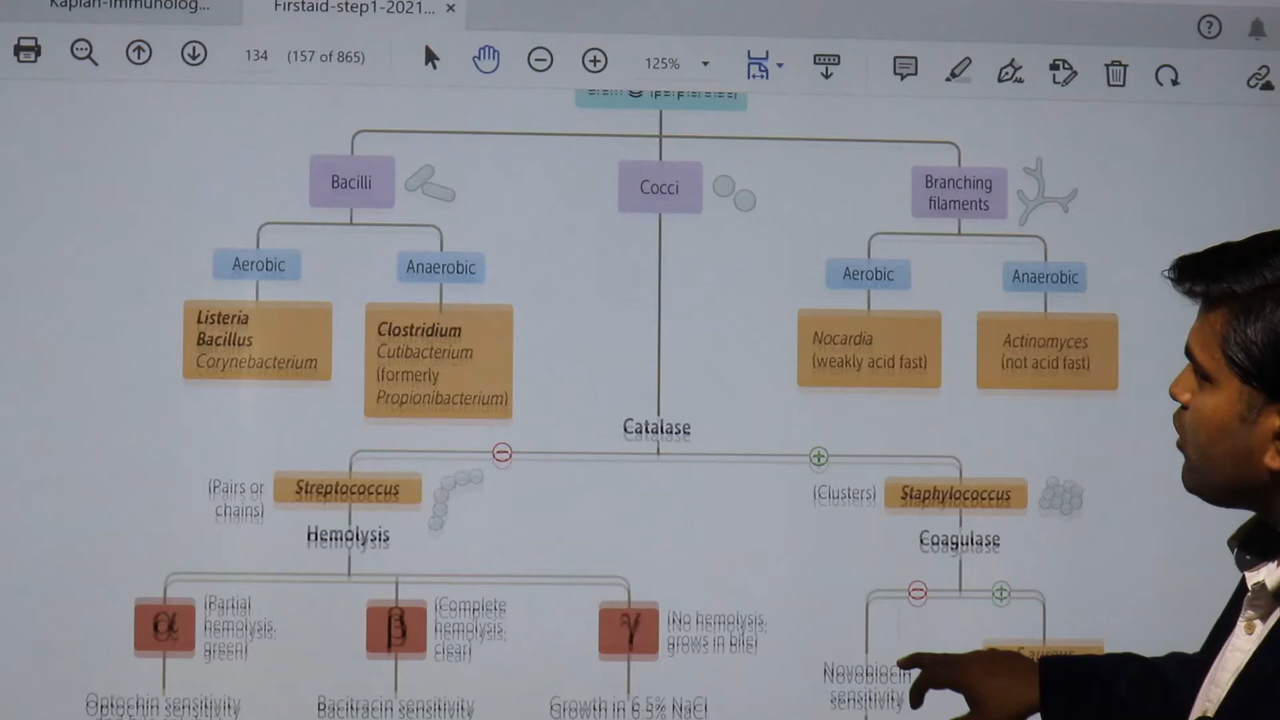 Kaplan-Immunolog...
Firstaid-step1-2021... ×
134 (157 of 865)
125%
Bacilli
Cocci
Branching
filaments
Aerobic
Anaerobic
Aerobic
Anaerobic
Listeria
Bacillus
Corynebacterium
Clostridium
Cutibacterium
(formerly
Propionibacterium)
Nocardia
(weakly acid fast)
Actinomyces
(not acid fast)
Catalase
(Pairs or
chains)
Streptococcus
(Clusters)
Staphylococcus
Hemolysis
Coagulase
α
(Partial
hemolysis,
green)
β
(Complete
hemolysis,
clear)
γ
(No hemolysis,
grows in bile)
Novobiocin
sensitivity
Optochin sensitivity
Bacitracin sensitivity
Growth in 6.5% NaCl